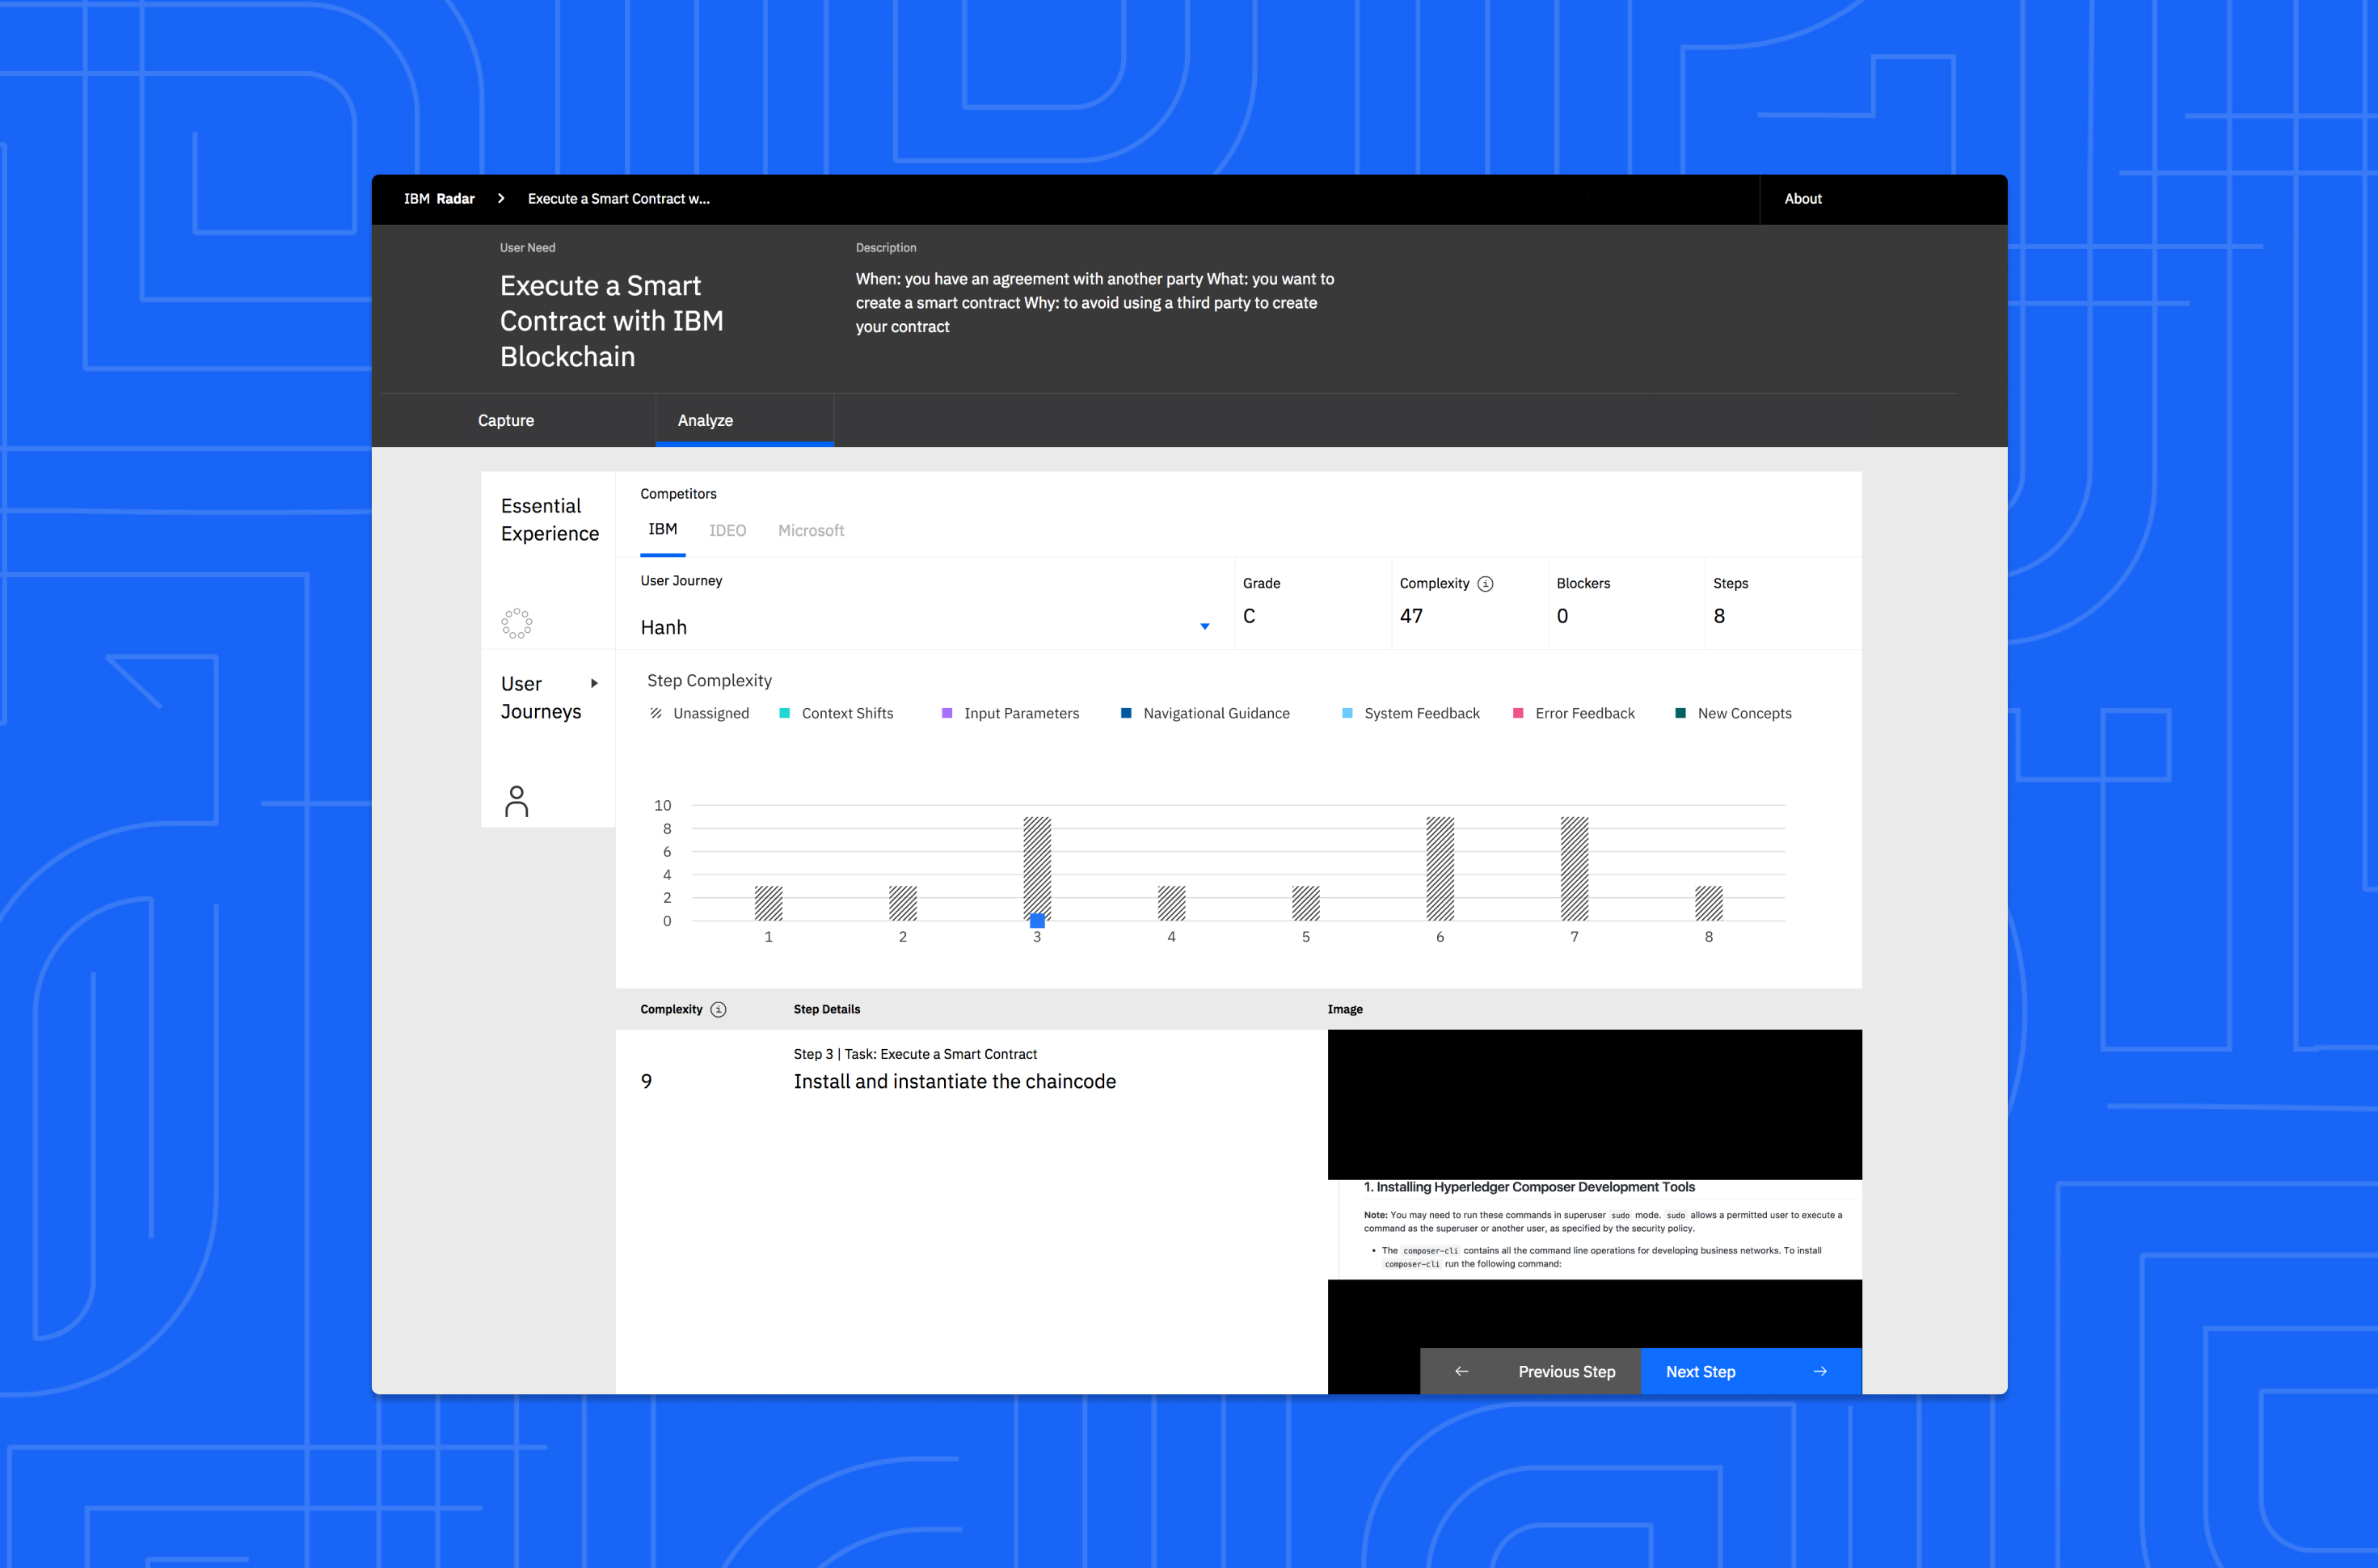 IBM Radar > Execute a Smart Contract w...
About
User Need
Execute a Smart
Contract with IBM
Blockchain
Description
When: you have an agreement with another party What: you want to
create a smart contract Why: to avoid using a third party to create
your contract
Capture
Analyze
Essential
Experience
User
Journeys
Competitors
IBM
IDEO
Microsoft
User Journey
Hanh
Grade
C
Complexity i
47
Blockers
0
Steps
8
Step Complexity
Unassigned
Context Shifts
Input Parameters
Navigational Guidance
System Feedback
Error Feedback
New Concepts
10
8
6
4
2
0
1 2 3 4 5 6 7 8
Complexity i
Step Details
Image
9
Step 3 | Task: Execute a Smart Contract
Install and instantiate the chaincode
1. Installing Hyperledger Composer Development Tools
Note: You may need to run these commands in superuser sudo mode. sudo allows a permitted user to execute a
command as the superuser or another user, as specified by the security policy.
• The composer-cli contains all the command line operations for developing business networks. To install
composer-cli run the following command:
← Previous Step
Next Step →